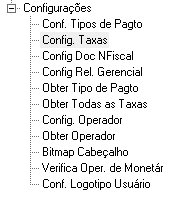 Configurações
Conf. Tipos de Pagto
Config. Taxas
Config Doc NFiscal
Config Rel. Gerencial
Obter Tipo de Pagto
Obter Todas as Taxas
Config. Operador
Obter Operador
Bitmap Cabeçalho
Verifica Oper. de Monetár
Conf. Logotipo Usuário